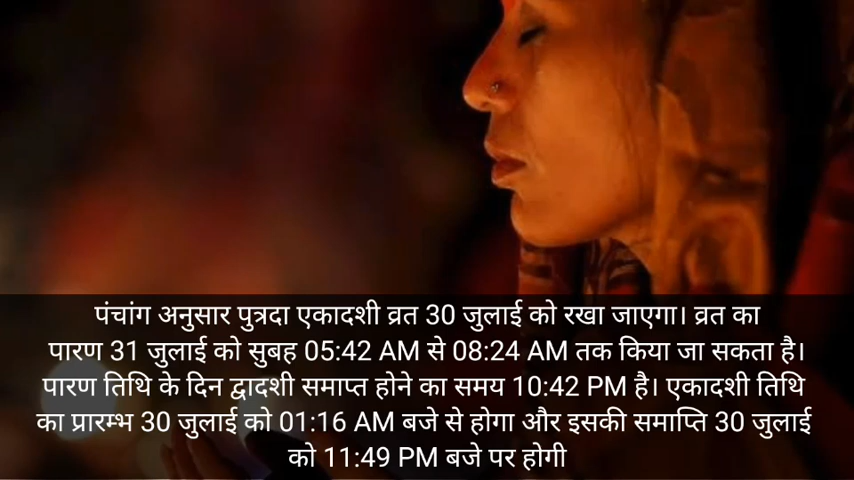 पंचांग अनुसार पुत्रदा एकादशी व्रत 30 जुलाई को रखा जाएगा। व्रत का
पारण 31 जुलाई को सुबह 05:42 AM से 08:24 AM तक किया जा सकता है।
पारण तिथि के दिन द्वादशी समाप्त होने का समय 10:42 PM है। एकादशी तिथि
का प्रारम्भ 30 जुलाई को 01:16 AM बजे से होगा और इसकी समाप्ति 30 जुलाई
को 11:49 PM बजे पर होगी